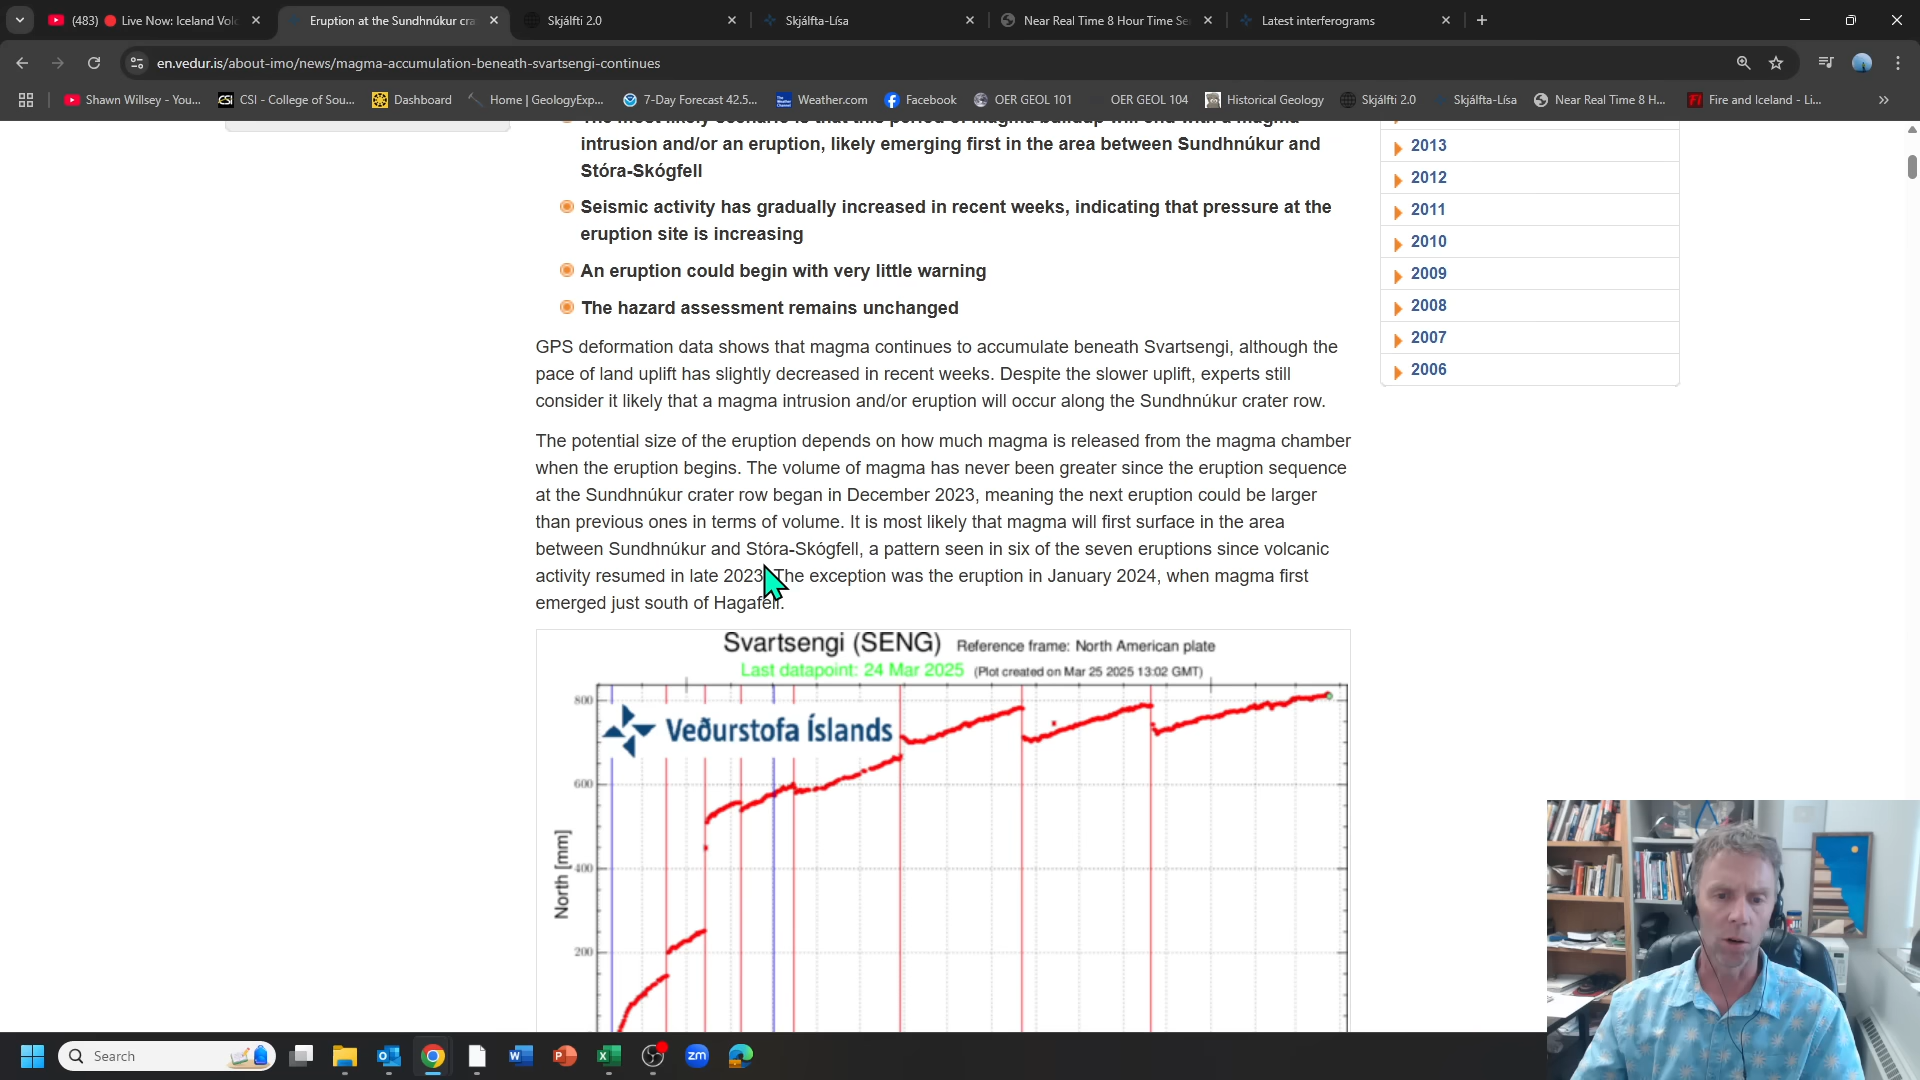 (483) Live Now: Iceland Vol
Eruption at the Sundhnúkur cra
Skjálfti 2.0
Skjálfta-Lísa
Near Real Time 8 Hour Time Se
Latest interferograms
en.vedur.is/about-imo/news/magma-accumulation-beneath-svartsengi-continues
Shawn Willsey - You...
CSI - College of Sou...
Dashboard
Home | GeologyExp...
7-Day Forecast 42.5...
Weather.com
Facebook
OER GEOL 101
OER GEOL 104
Historical Geology
Skjálfti 2.0
Skjálfta-Lísa
Near Real Time 8 H...
Fire and Iceland - Li...
The most likely scenario is that this period of magma buildup will end with a magma
intrusion and/or an eruption, likely emerging first in the area between Sundhnúkur and
Stóra-Skógfell
Seismic activity has gradually increased in recent weeks, indicating that pressure at the
eruption site is increasing
An eruption could begin with very little warning
The hazard assessment remains unchanged
GPS deformation data shows that magma continues to accumulate beneath Svartsengi, although the
pace of land uplift has slightly decreased in recent weeks. Despite the slower uplift, experts still
consider it likely that a magma intrusion and/or eruption will occur along the Sundhnúkur crater row.
The potential size of the eruption depends on how much magma is released from the magma chamber
when the eruption begins. The volume of magma has never been greater since the eruption sequence
at the Sundhnúkur crater row began in December 2023, meaning the next eruption could be larger
than previous ones in terms of volume. It is most likely that magma will first surface in the area
between Sundhnúkur and Stóra-Skógfell, a pattern seen in six of the seven eruptions since volcanic
activity resumed in late 2023. The exception was the eruption in January 2024, when magma first
emerged just south of Hagafell.
2013
2012
2011
2010
2009
2008
2007
2006
Svartsengi (SENG) Reference frame: North American plate
Last datapoint: 24 Mar 2025 (Plot created on Mar 25 2025 13:02 GMT)
Veðurstofa Íslands
North [mm]
800
600
400
200
Search